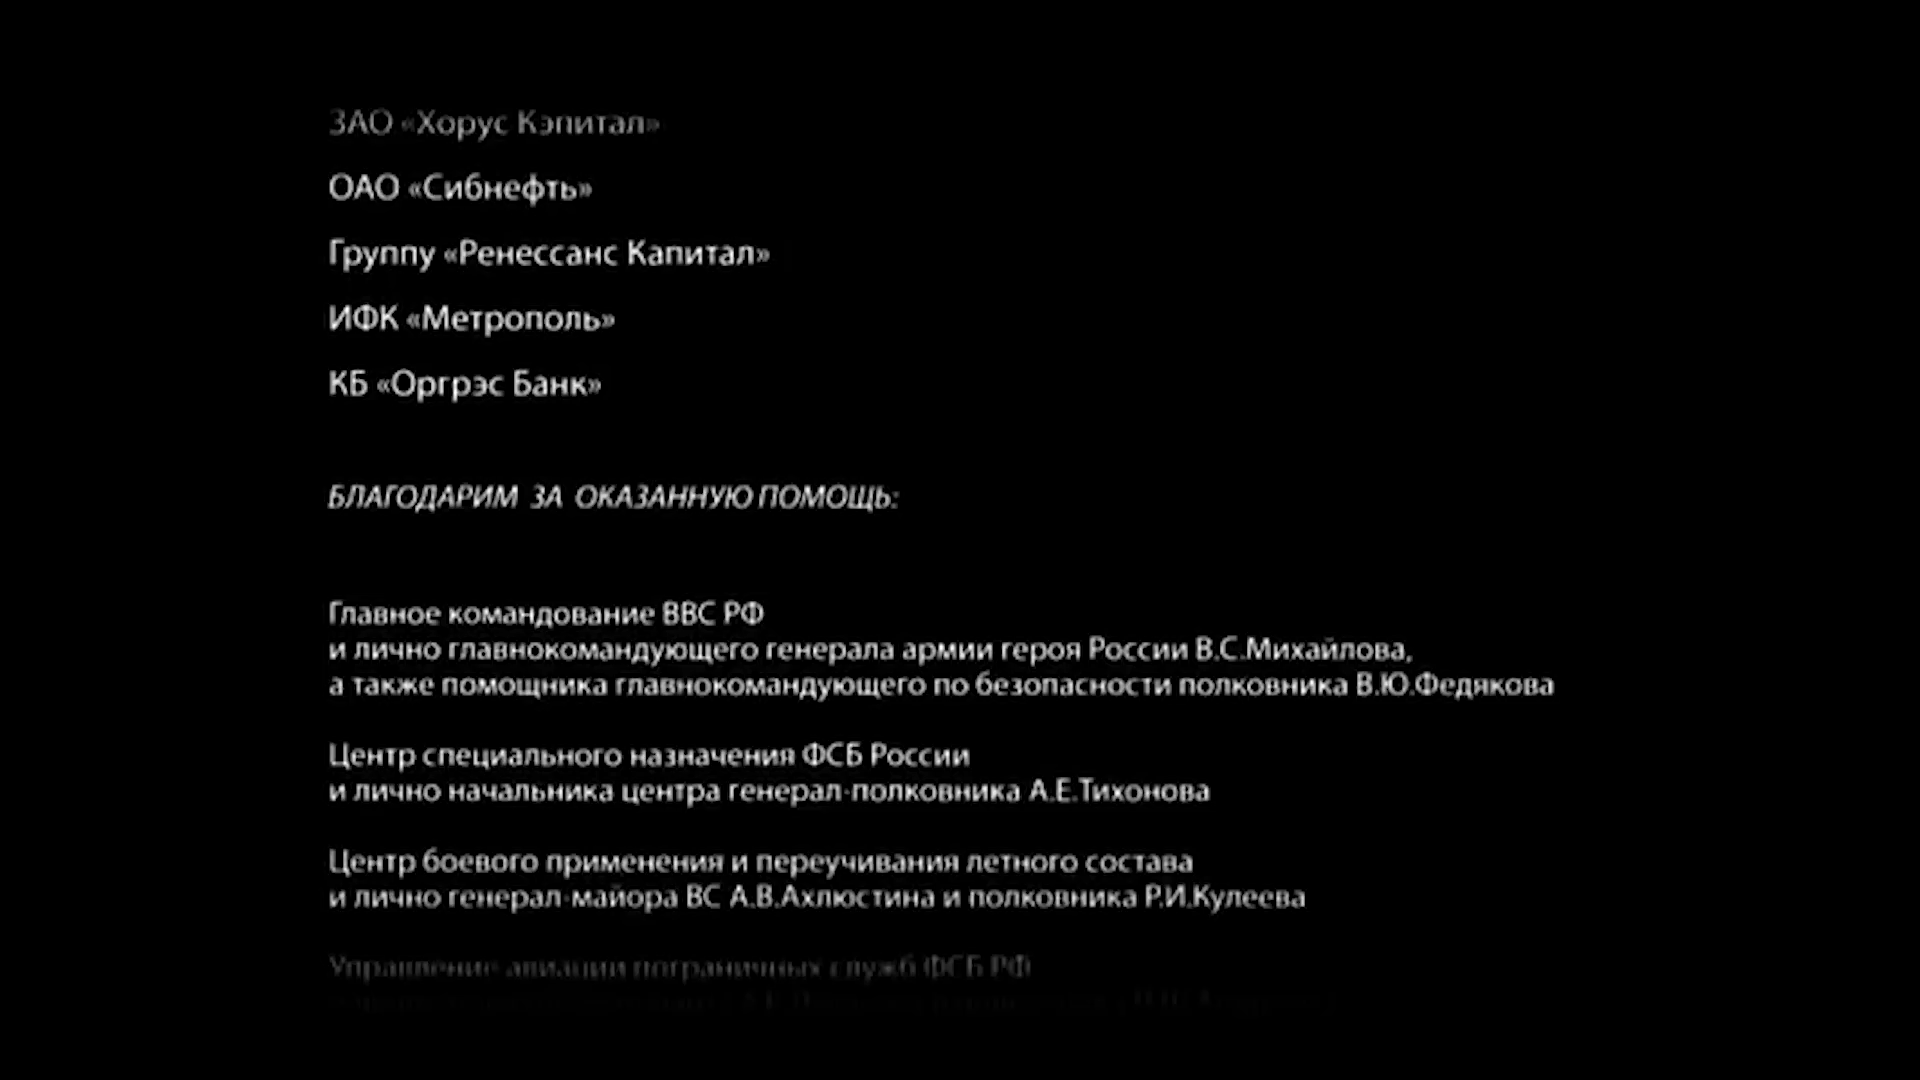 ЗАО «Хорус Кэпитал»
ОАО «Сибнефть»
Группу «Ренессанс Капитал»
ИФК «Метрополь»
КБ «Оргрэс Банк»
БЛАГОДАРИМ ЗА ОКАЗАННУЮ ПОМОЩЬ:
Главное командование ВВС РФ
и лично главнокомандующего генерала армии героя России В.С.Михайлова,
а также помощника главнокомандующего по безопасности полковника В.Ю.Федякова
Центр специального назначения ФСБ России
и лично начальника центра генерал-полковника А.Е.Тихонова
Центр боевого применения и переучивания летного состава
и лично генерал-майора ВС А.В.Ахлюстина и полковника Р.И.Кулеева
Управление авиации пограничных служб ФСБ РФ